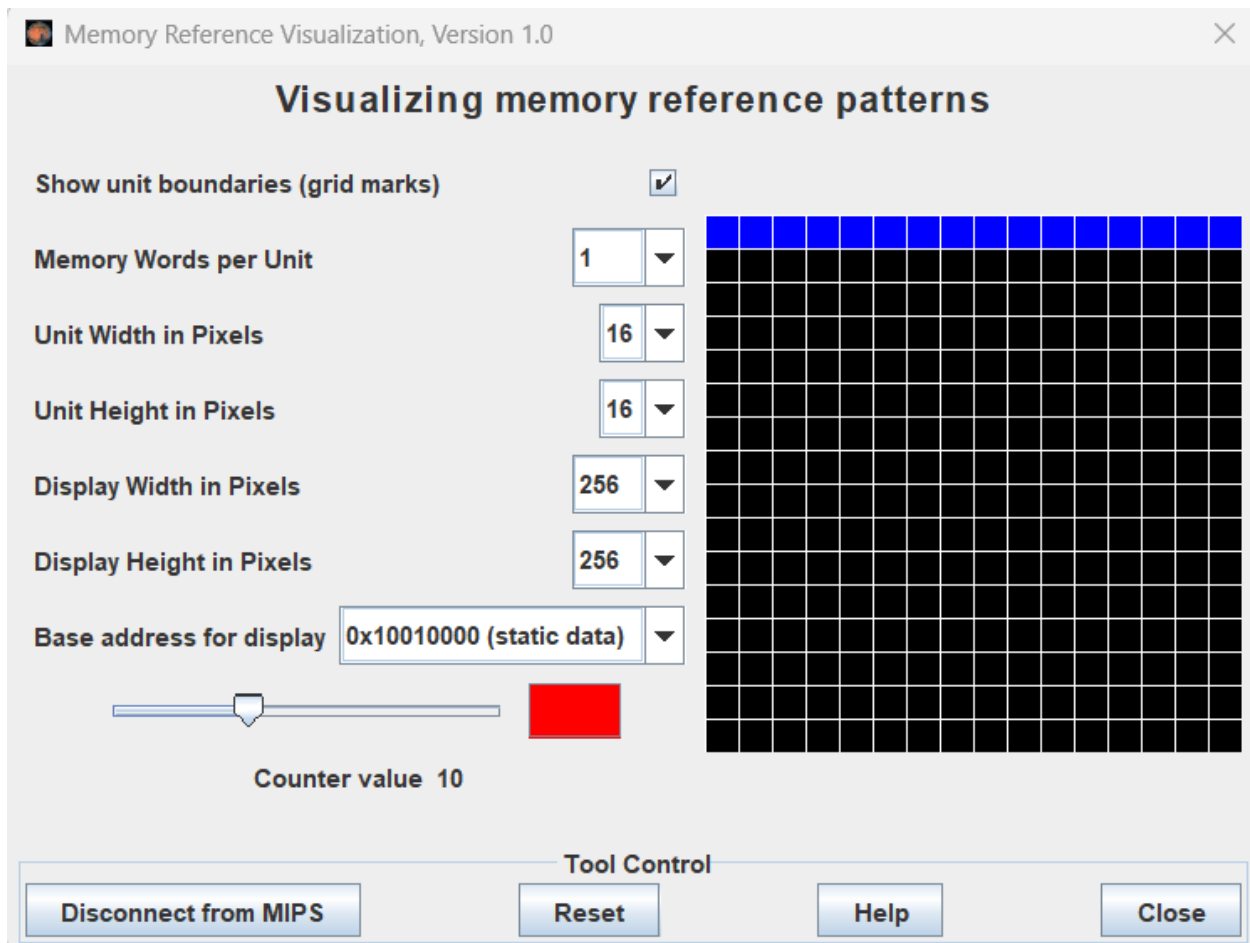 Memory Reference Visualization, Version 1.0
Visualizing memory reference patterns
Show unit boundaries (grid marks)
Memory Words per Unit 1
Unit Width in Pixels 16
Unit Height in Pixels 16
Display Width in Pixels 256
Display Height in Pixels 256
Base address for display 0x10010000 (static data)
Counter value 10
Tool Control
Disconnect from MIPS Reset Help Close